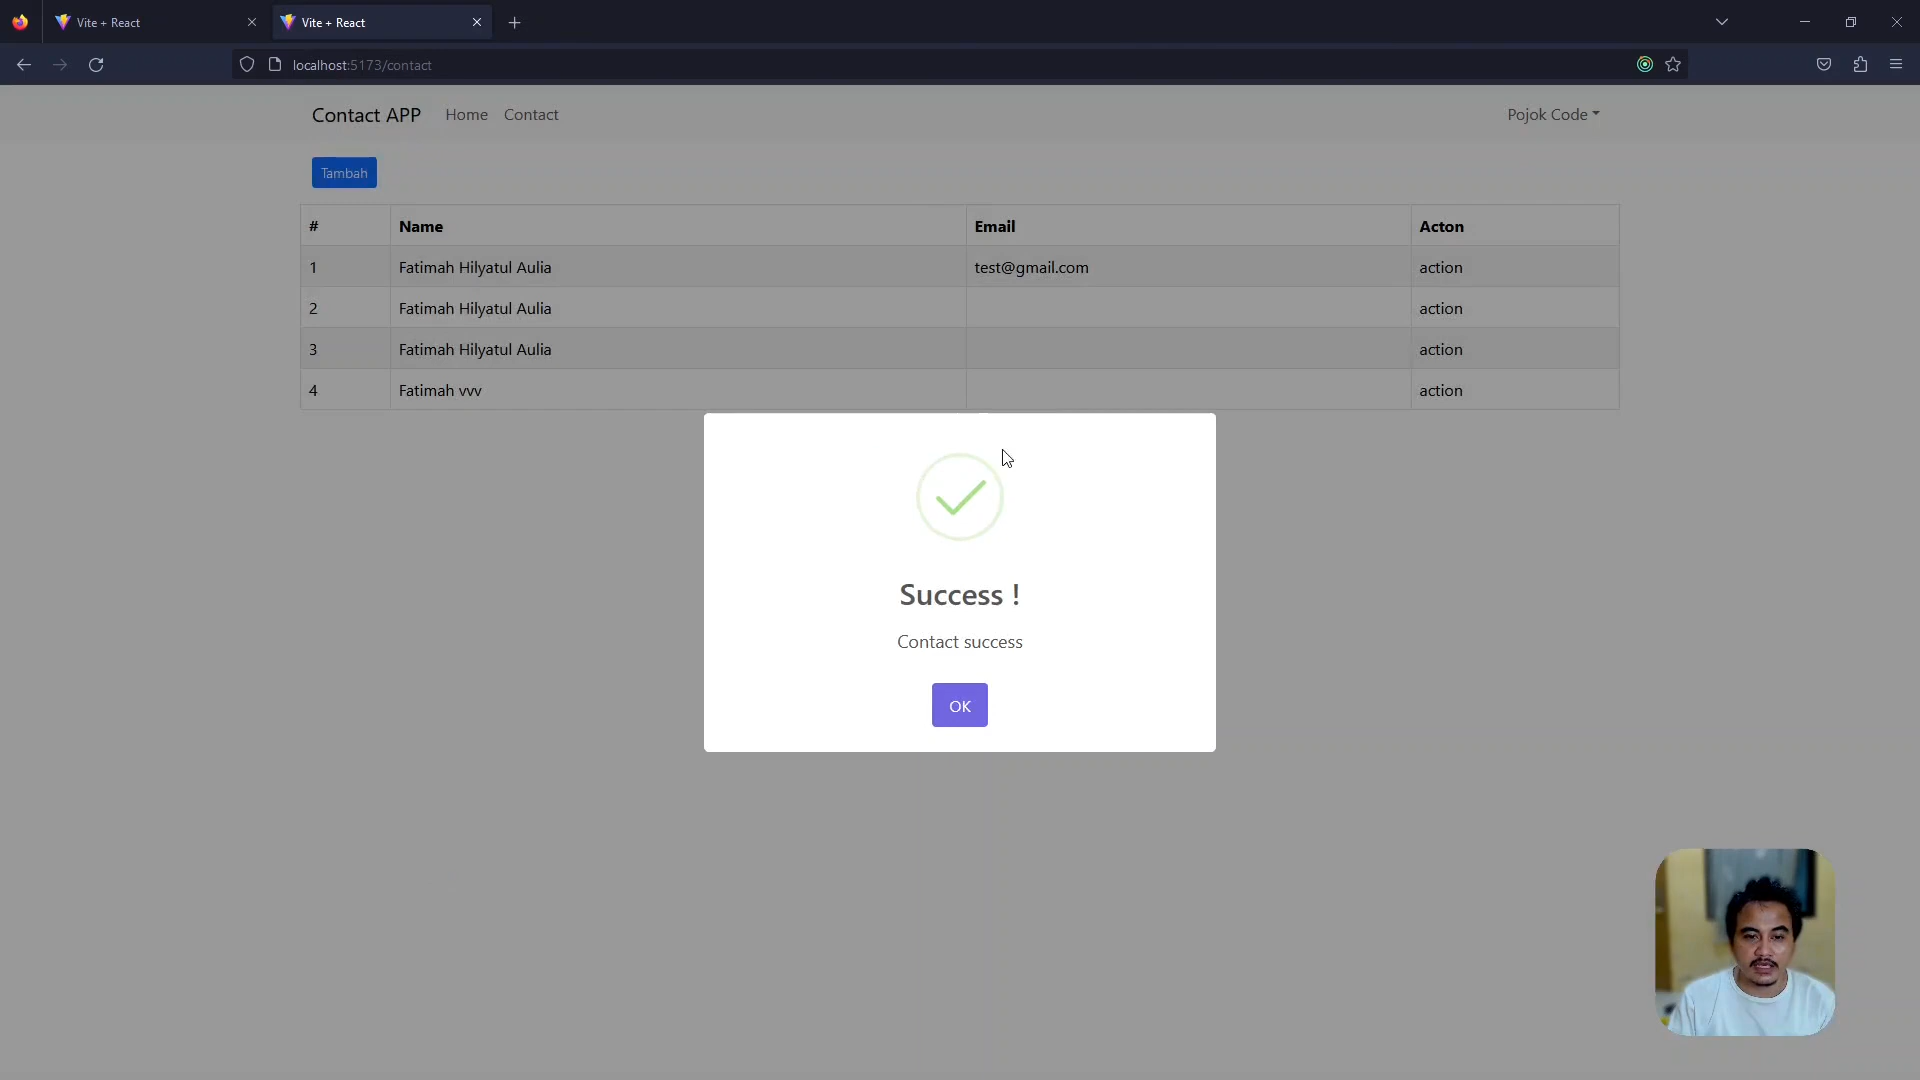 Vite + React
Vite + React
localhost:5173/contact
Contact APP Home Contact Pojok Code
Tambah
# Name Email Acton
1 Fatimah Hilyatul Aulia test@gmail.com action
2 Fatimah Hilyatul Aulia action
3 Fatimah Hilyatul Aulia action
4 Fatimah vvv action
Success !
Contact success
OK